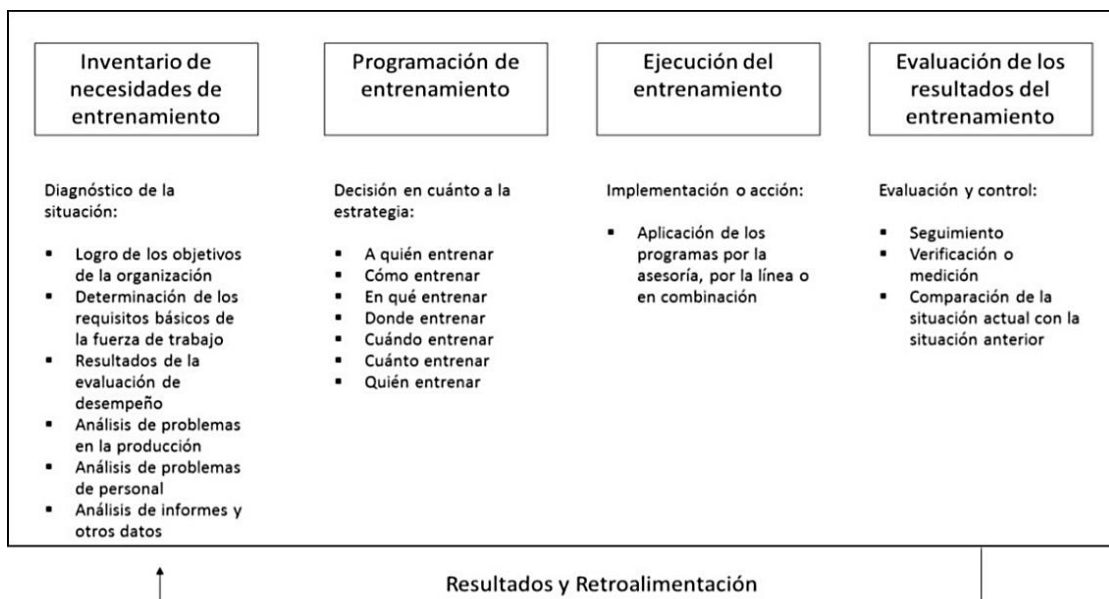 Inventario de
necesidades de
entrenamiento
Diagnóstico de la
situación:
▪ Logro de los objetivos
de la organización
▪ Determinación de los
requisitos básicos de
la fuerza de trabajo
▪ Resultados de la
evaluación de
desempeño
▪ Análisis de problemas
en la producción
▪ Análisis de problemas
de personal
▪ Análisis de informes y
otros datos
Programación de
entrenamiento
Decisión en cuánto a la
estrategia:
▪ A quién entrenar
▪ Cómo entrenar
▪ En qué entrenar
▪ Donde entrenar
▪ Cuándo entrenar
▪ Cuánto entrenar
▪ Quién entrenar
Ejecución del
entrenamiento
Implementación o acción:
▪ Aplicación de los
programas por la
asesoría, por la línea o
en combinación
Evaluación de los
resultados del
entrenamiento
Evaluación y control:
▪ Seguimiento
▪ Verificación o
medición
▪ Comparación de la
situación actual con la
situación anterior
Resultados y Retroalimentación